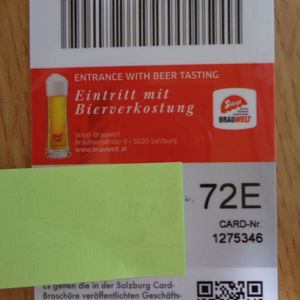 ENTRANCE WITH BEER TASTING
Eintritt mit
Bierverkostung
Stiegl-Brauwelt
Bräuhausstraße 9 | 5020 Salzburg
www.brauwelt.at
Stiegl
BRAUWELT
72E
CARD-Nr.
1275346
Es gelten die in der Salzburg Card-
Broschüre veröffentlichten Geschäfts-